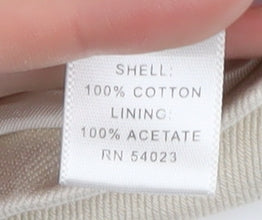 SHELL:
100% COTTON
LINING:
100% ACETATE
RN 54023